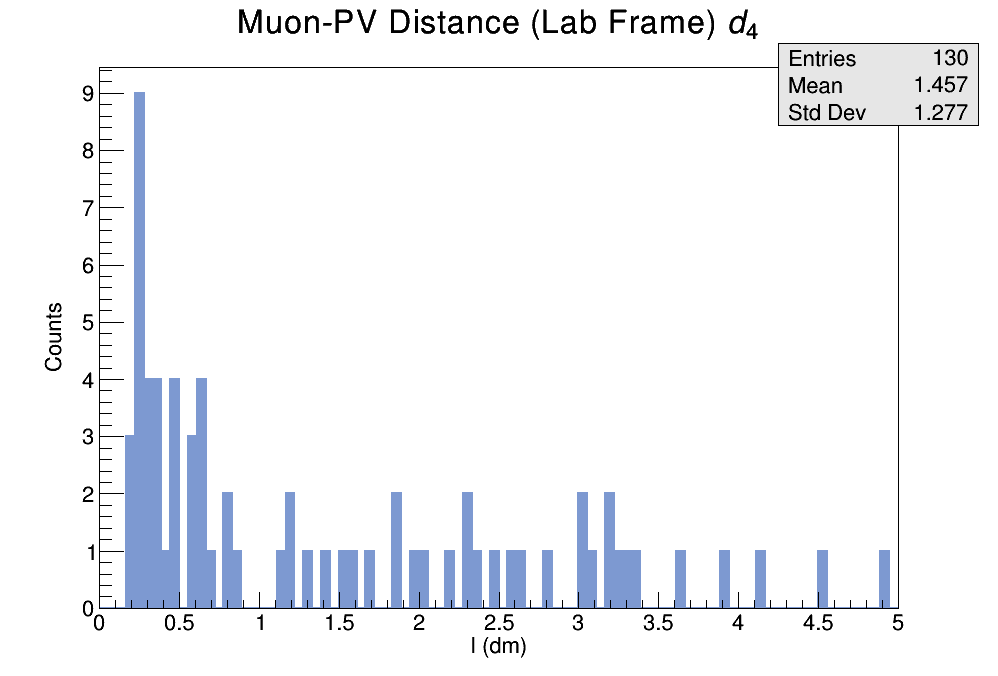 Muon-PV Distance (Lab Frame) d₄
Entries 130
Mean 1.457
Std Dev 1.277
9
8
7
6
5
4
3
2
1
0
Counts
0 0.5 1 1.5 2 2.5 3 3.5 4 4.5 5
l (dm)